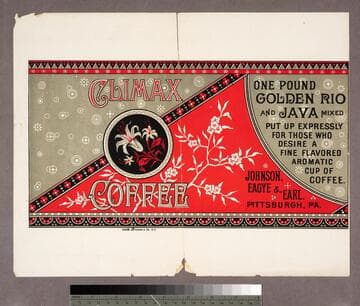 CLIMAX
COFFEE
ONE POUND
GOLDEN RIO
AND JAVA MIXED
PUT UP EXPRESSLY
FOR THOSE WHO
DESIRE A
FINE FLAVORED
AROMATIC
CUP OF
COFFEE.
JOHNSON,
EAGYE & EARL.
PITTSBURGH, PA.